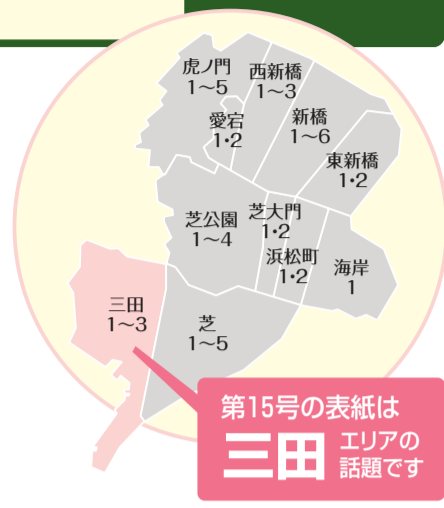 虎ノ門
1〜5
西新橋
1〜3
愛宕
1・2
新橋
1〜6
東新橋
1・2
芝公園
1〜4
芝大門
1・2
浜松町
1・2
海岸
1
三田
1〜3
芝
1〜5
第15号の表紙は
三田 エリアの
話題です